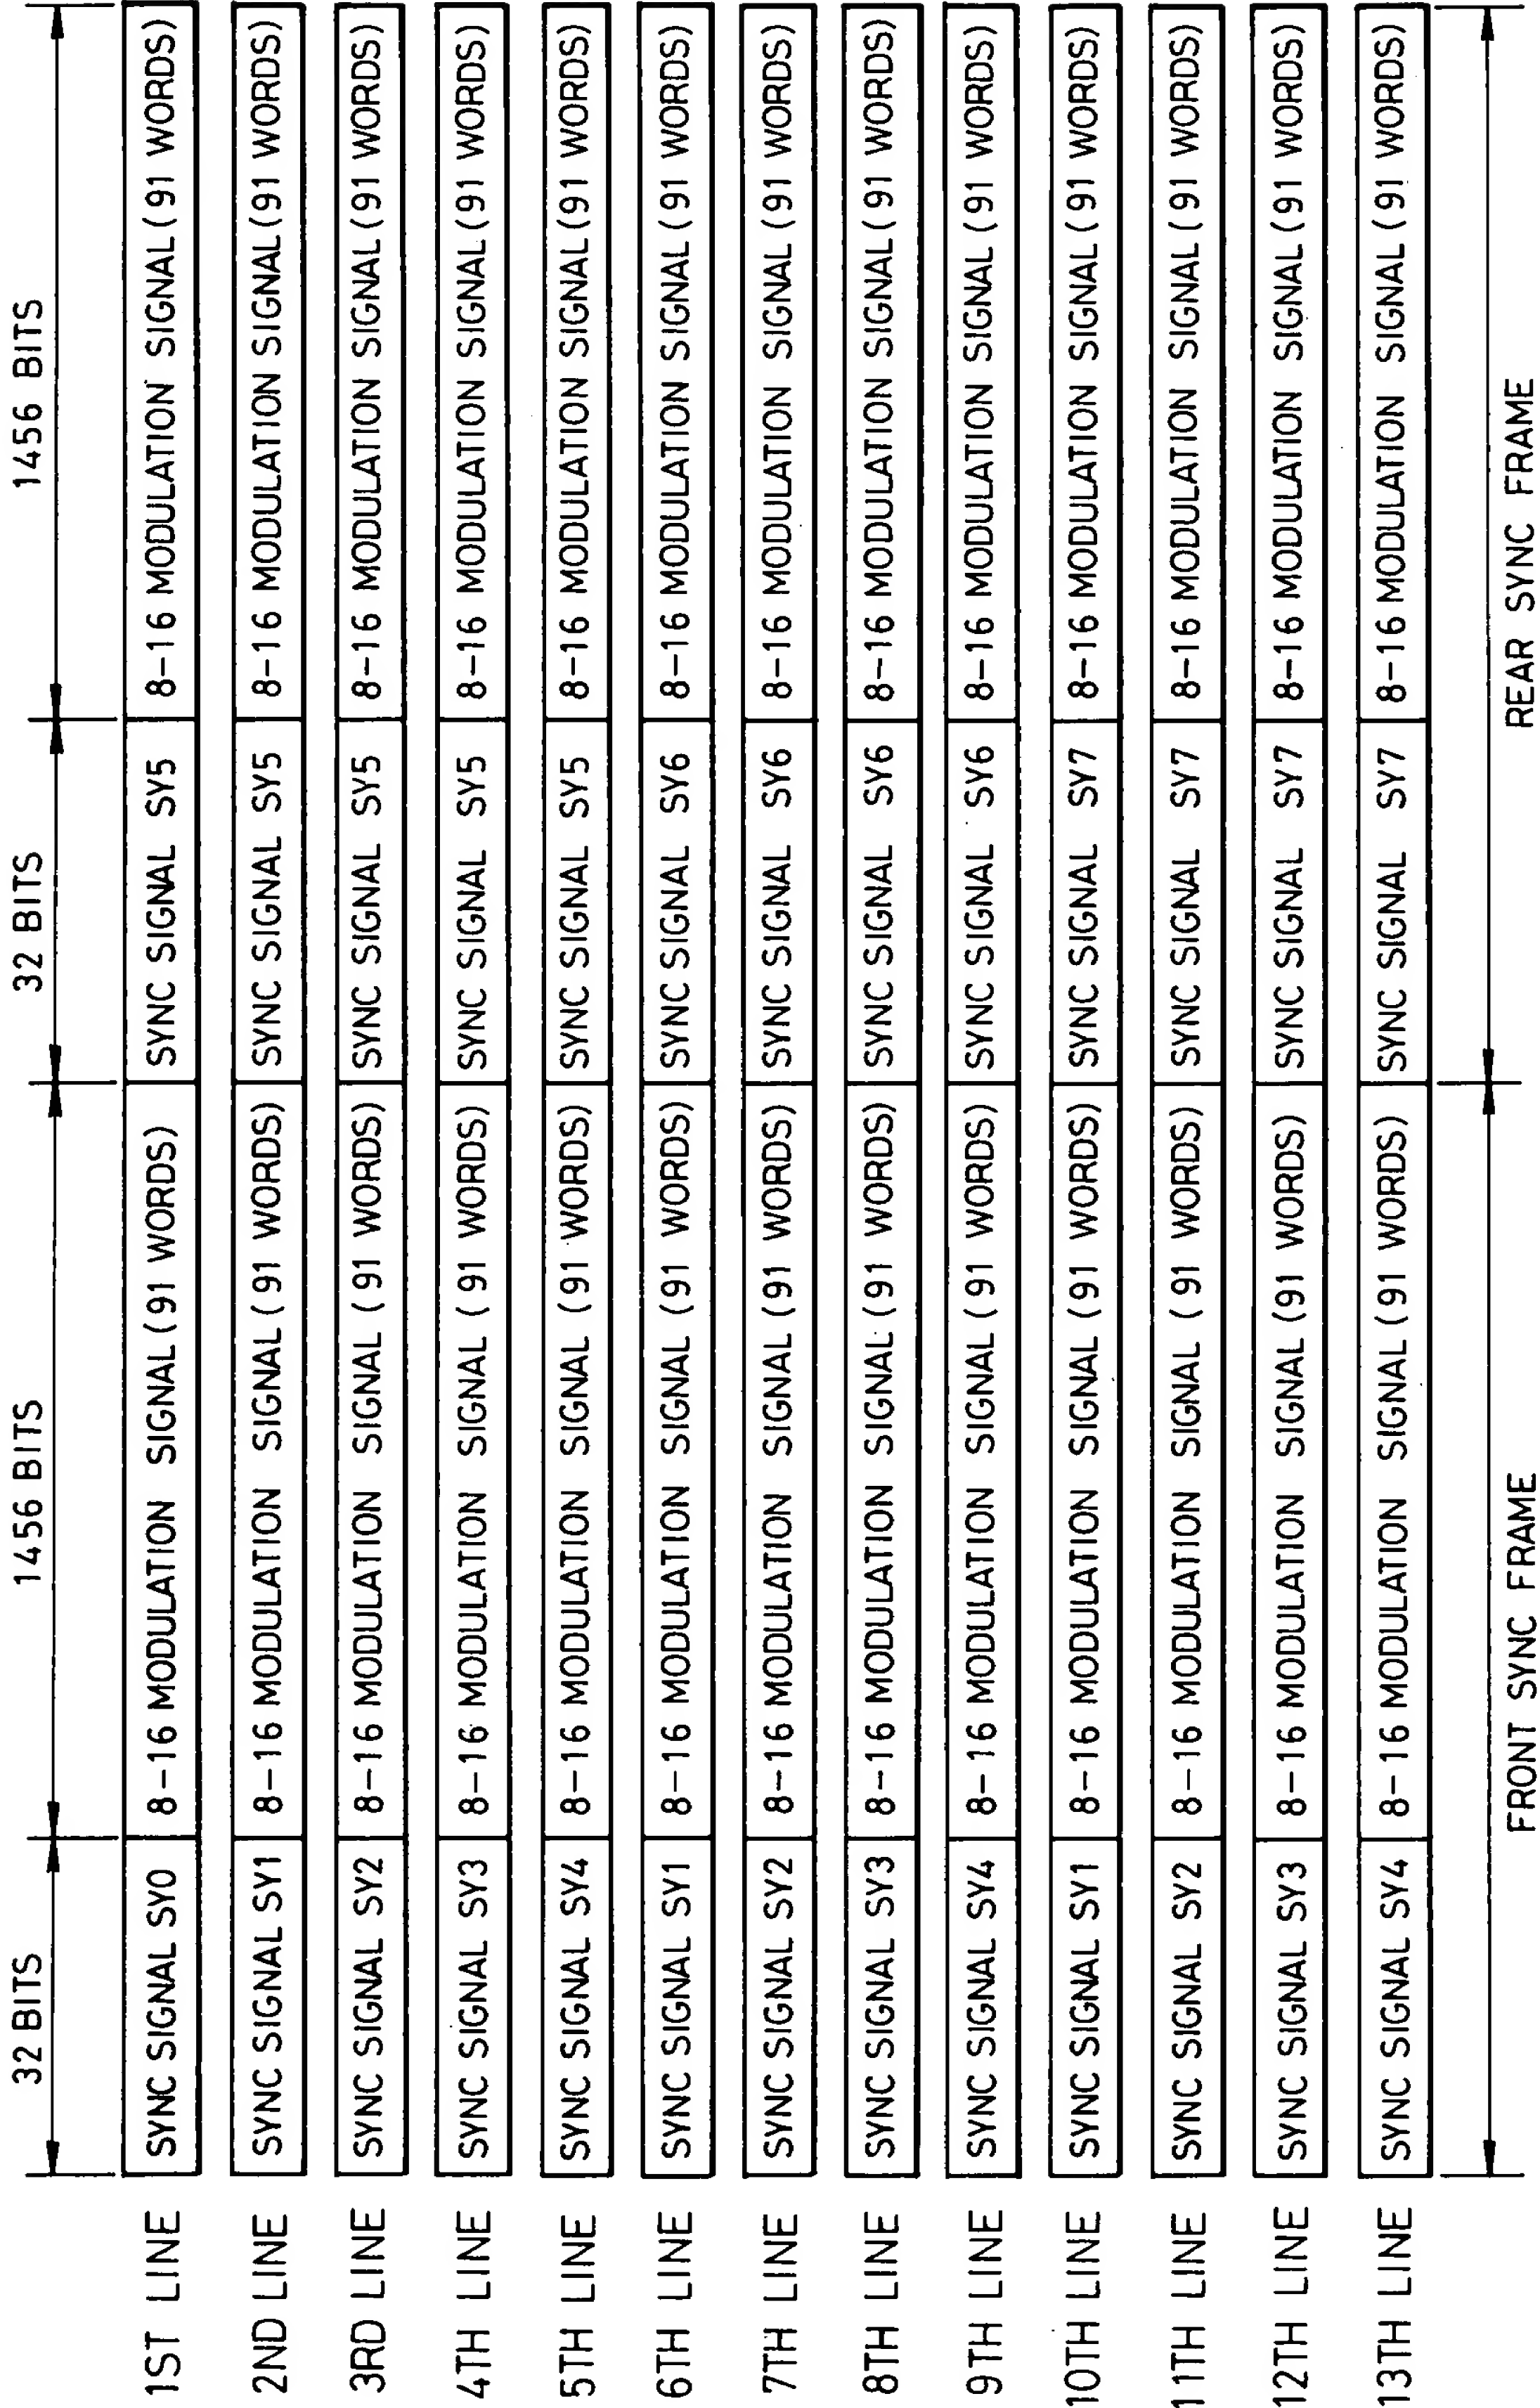 32 BITS 1456 BITS 32 BITS 1456 BITS
1ST LINE SYNC SIGNAL SY0 8-16 MODULATION SIGNAL (91 WORDS) SYNC SIGNAL SY5 8-16 MODULATION SIGNAL (91 WORDS)
2ND LINE SYNC SIGNAL SY1 8-16 MODULATION SIGNAL (91 WORDS) SYNC SIGNAL SY5 8-16 MODULATION SIGNAL (91 WORDS)
3RD LINE SYNC SIGNAL SY2 8-16 MODULATION SIGNAL (91 WORDS) SYNC SIGNAL SY5 8-16 MODULATION SIGNAL (91 WORDS)
4TH LINE SYNC SIGNAL SY3 8-16 MODULATION SIGNAL (91 WORDS) SYNC SIGNAL SY5 8-16 MODULATION SIGNAL (91 WORDS)
5TH LINE SYNC SIGNAL SY4 8-16 MODULATION SIGNAL (91 WORDS) SYNC SIGNAL SY5 8-16 MODULATION SIGNAL (91 WORDS)
6TH LINE SYNC SIGNAL SY1 8-16 MODULATION SIGNAL (91 WORDS) SYNC SIGNAL SY6 8-16 MODULATION SIGNAL (91 WORDS)
7TH LINE SYNC SIGNAL SY2 8-16 MODULATION SIGNAL (91 WORDS) SYNC SIGNAL SY6 8-16 MODULATION SIGNAL (91 WORDS)
8TH LINE SYNC SIGNAL SY3 8-16 MODULATION SIGNAL (91 WORDS) SYNC SIGNAL SY6 8-16 MODULATION SIGNAL (91 WORDS)
9TH LINE SYNC SIGNAL SY4 8-16 MODULATION SIGNAL (91 WORDS) SYNC SIGNAL SY6 8-16 MODULATION SIGNAL (91 WORDS)
10TH LINE SYNC SIGNAL SY1 8-16 MODULATION SIGNAL (91 WORDS) SYNC SIGNAL SY7 8-16 MODULATION SIGNAL (91 WORDS)
11TH LINE SYNC SIGNAL SY2 8-16 MODULATION SIGNAL (91 WORDS) SYNC SIGNAL SY7 8-16 MODULATION SIGNAL (91 WORDS)
12TH LINE SYNC SIGNAL SY3 8-16 MODULATION SIGNAL (91 WORDS) SYNC SIGNAL SY7 8-16 MODULATION SIGNAL (91 WORDS)
13TH LINE SYNC SIGNAL SY4 8-16 MODULATION SIGNAL (91 WORDS) SYNC SIGNAL SY7 8-16 MODULATION SIGNAL (91 WORDS)
FRONT SYNC FRAME REAR SYNC FRAME